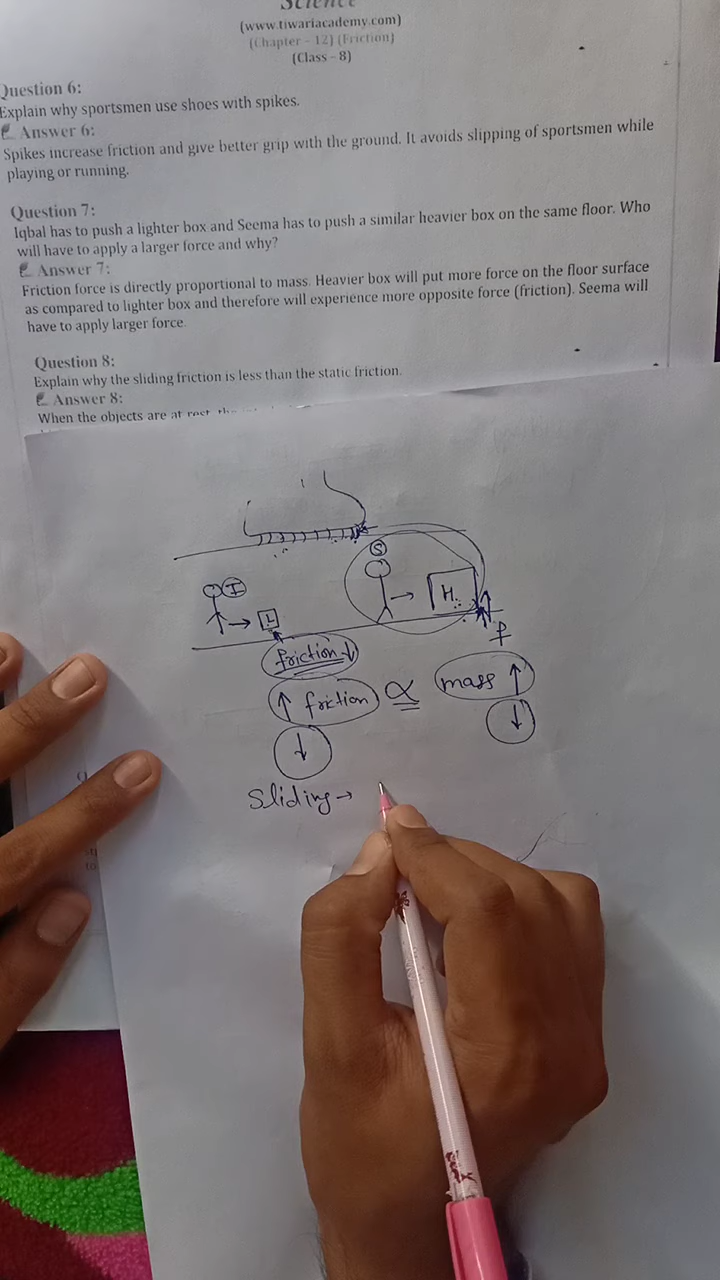 Science
(www.tiwariacademy.com)
(Chapter – 12) (Friction)
(Class – 8)
Question 6:
Explain why sportsmen use shoes with spikes.
Answer 6:
Spikes increase friction and give better grip with the ground. It avoids slipping of sportsmen while
playing or running.
Question 7:
Iqbal has to push a lighter box and Seema has to push a similar heavier box on the same floor. Who
will have to apply a larger force and why?
Answer 7:
Friction force is directly proportional to mass. Heavier box will put more force on the floor surface
as compared to lighter box and therefore will experience more opposite force (friction). Seema will
have to apply larger force.
Question 8:
Explain why the sliding friction is less than the static friction.
Answer 8:
When the objects are at rest
S
I
H
f
friction ↓
↑ friction ∝ mass ↑
↓ ↓
Sliding →